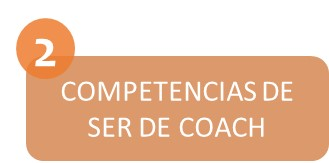 2
COMPETENCIAS DE
SER DE COACH